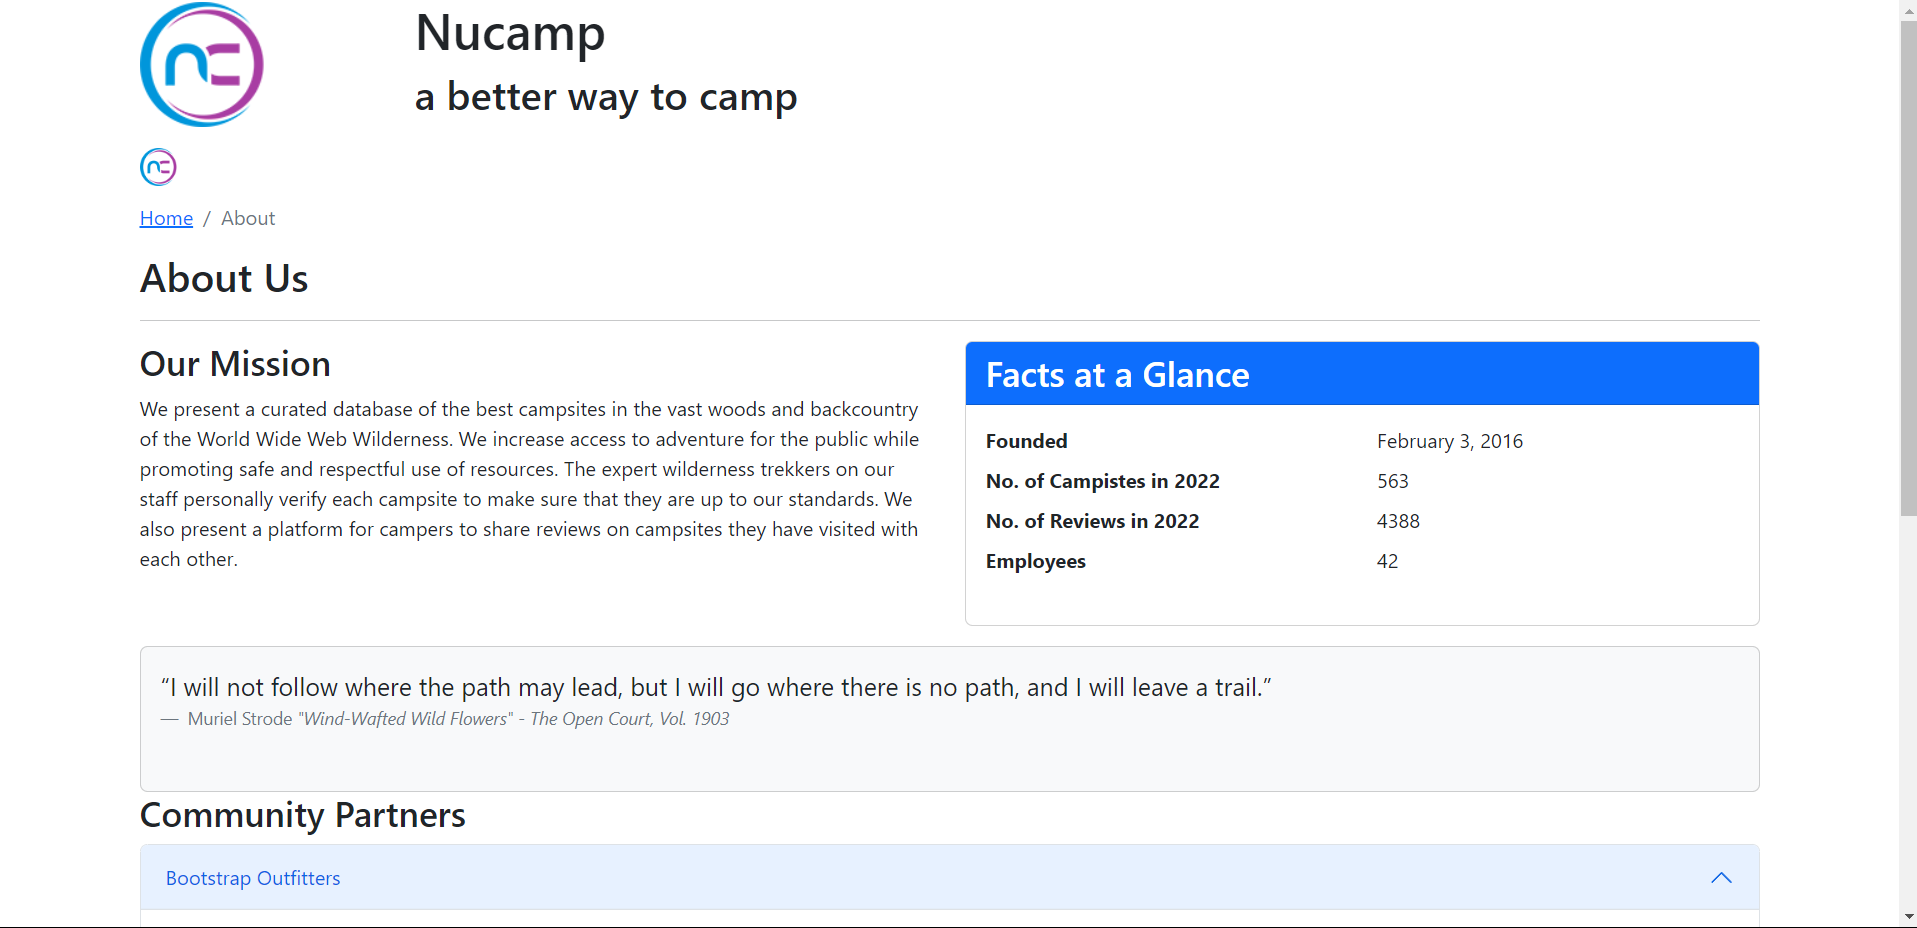 nc
Nucamp
a better way to camp
nc
Home / About
About Us
Our Mission
We present a curated database of the best campsites in the vast woods and backcountry
of the World Wide Web Wilderness. We increase access to adventure for the public while
promoting safe and respectful use of resources. The expert wilderness trekkers on our
staff personally verify each campsite to make sure that they are up to our standards. We
also present a platform for campers to share reviews on campsites they have visited with
each other.
Facts at a Glance
Founded February 3, 2016
No. of Campistes in 2022 563
No. of Reviews in 2022 4388
Employees 42
“I will not follow where the path may lead, but I will go where there is no path, and I will leave a trail.”
— Muriel Strode "Wind-Wafted Wild Flowers" - The Open Court, Vol. 1903
Community Partners
Bootstrap Outfitters